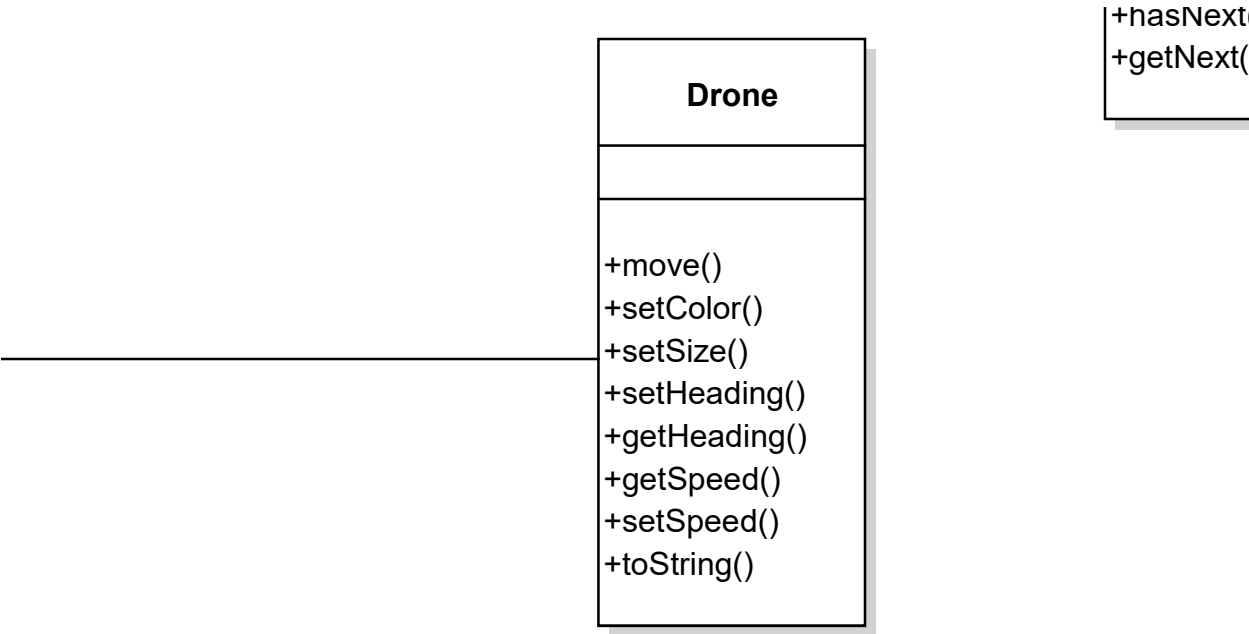 +hasNext(
+getNext(
Drone
+move()
+setColor()
+setSize()
+setHeading()
+getHeading()
+getSpeed()
+setSpeed()
+toString()